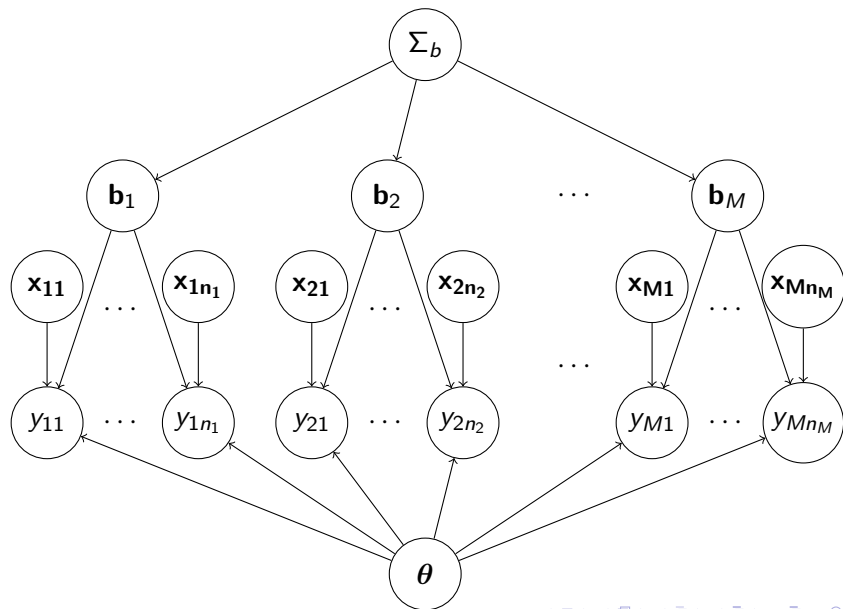 Σ_b
b_1 b_2 ... b_M
x_11 ... x_1n_1 x_21 ... x_2n_2 x_M1 ... x_Mn_M
...
y_11 ... y_1n_1 y_21 ... y_2n_2 y_M1 ... y_Mn_M
θ